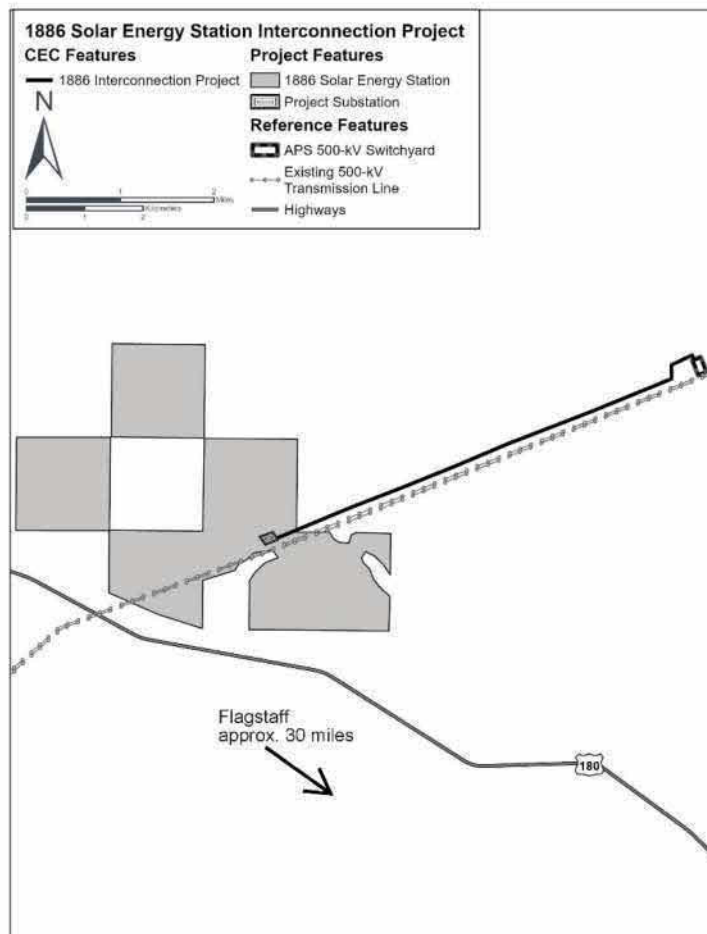 1886 Solar Energy Station Interconnection Project
CEC Features
1886 Interconnection Project
N
0 1 2 Miles
0 1 2 Kilometers
Project Features
1886 Solar Energy Station
Project Substation
Reference Features
APS 500-kV Switchyard
Existing 500-kV
Transmission Line
Highways
Flagstaff
approx. 30 miles
180